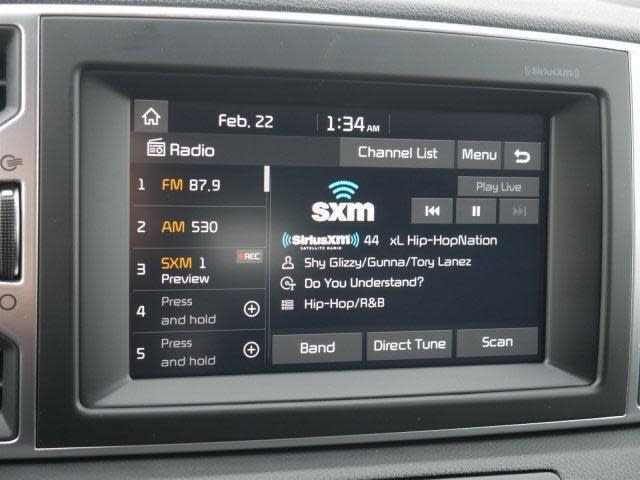 ((SiriusXM))
Feb. 22 1:34 AM
Radio Channel List Menu
1 FM 87.9
2 AM 530
3 SXM 1 REC
Preview
4 Press
and hold
5 Press
and hold
Play Live
sxm
((SiriusXM)) 44 xL Hip-HopNation
SATELLITE RADIO
Shy Glizzy/Gunna/Tory Lanez
Do You Understand?
Hip-Hop/R&B
Band Direct Tune Scan